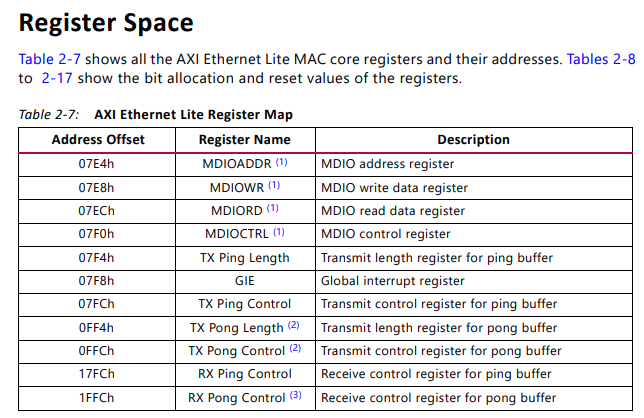 Register Space
Table 2-7 shows all the AXI Ethernet Lite MAC core registers and their addresses. Tables 2-8
to 2-17 show the bit allocation and reset values of the registers.
Table 2-7: AXI Ethernet Lite Register Map
Address Offset Register Name Description
07E4h MDIOADDR (1) MDIO address register
07E8h MDIOWR (1) MDIO write data register
07ECh MDIORD (1) MDIO read data register
07F0h MDIOCTRL (1) MDIO control register
07F4h TX Ping Length Transmit length register for ping buffer
07F8h GIE Global interrupt register
07FCh TX Ping Control Transmit control register for ping buffer
0FF4h TX Pong Length (2) Transmit length register for pong buffer
0FFCh TX Pong Control (2) Transmit control register for pong buffer
17FCh RX Ping Control Receive control register for ping buffer
1FFCh RX Pong Control (3) Receive control register for pong buffer